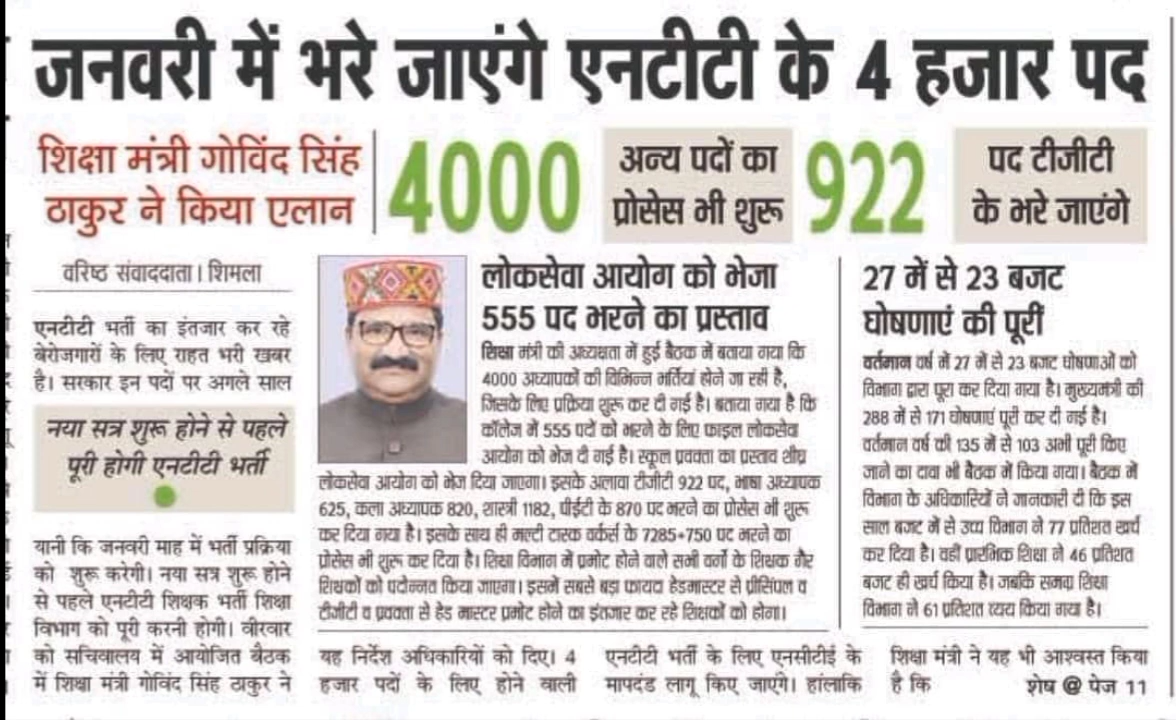 जनवरी में भरे जाएंगे एनटीटी के 4 हजार पद
शिक्षा मंत्री गोविंद सिंह
ठाकुर ने किया एलान
4000
अन्य पदों का
प्रोसेस भी शुरू
922
पद टीजीटी
के भरे जाएंगे
वरिष्ठ संवाददाता। शिमला
एनटीटी भर्ती का इंतजार कर रहे
बेरोजगारों के लिए राहत भरी खबर
है। सरकार इन पदों पर अगले साल
नया सत्र शुरू होने से पहले
पूरी होगी एनटीटी भर्ती
यानी कि जनवरी माह में भर्ती प्रक्रिया
को शुरू करेगी। नया सत्र शुरू होने
से पहले एनटीटी शिक्षक भर्ती शिक्षा
विभाग को पूरी करनी होगी। वीरवार
को सचिवालय में आयोजित बैठक
में शिक्षा मंत्री गोविंद सिंह ठाकुर ने
लोकसेवा आयोग को भेजा
555 पद भरने का प्रस्ताव
शिक्षा मंत्री की अध्यक्षता में हुई बैठक में बताया गया कि
4000 अध्यापकों की विभिन्न भर्तियां होने जा रही है,
जिसके लिए प्रक्रिया शुरू कर दी गई है। बताया गया है कि
कॉलेज में 555 पदों को भरने के लिए फाइल लोकसेवा
आयोग को भेज दी गई है। स्कूल प्रवक्ता का प्रस्ताव शीघ्र
लोकसेवा आयोग को भेज दिया जाएगा। इसके अलावा टीजीटी 922 पद, भाषा अध्यापक
625, कला अध्यापक 820, शास्त्री 1182, पीईटी के 870 पद भरने का प्रोसेस भी शुरू
कर दिया गया है। इसके साथ ही मल्टी टास्क वर्कर्स के 7285+750 पद भरने का
प्रोसेस भी शुरू कर दिया है। शिक्षा विभाग में प्रमोट होने वाले सभी वर्गों के शिक्षक गैर
शिक्षकों को पदोन्नत किया जाएगा। इसमें सबसे बड़ा फायदा हेडमास्टर से प्रींसिपल व
टीजीटी व प्रवक्ता से हेड मास्टर प्रमोट होने का इंतजार कर रहे शिक्षकों को होगा।
27 में से 23 बजट
घोषणाएं की पूरीं
वर्तमान वर्ष में 27 में से 23 बजट घोषणाओं को
विभाग द्वारा पूरा कर दिया गया है। मुख्यमंत्री की
288 में से 171 घोषणाएं पूरी कर दी गई है।
वर्तमान वर्ष की 135 में से 103 अभी पूरी किए
जाने का दावा भी बैठक में किया गया। बैठक में
विभाग के अधिकारियों ने जानकारी दी कि इस
साल बजट में से उच्च विभाग ने 77 प्रतिशत खर्च
कर दिया है। वहीं प्रारंभिक शिक्षा ने 46 प्रतिशत
बजट ही खर्च किया है। जबकि समग्र शिक्षा
विभाग ने 61 प्रतिशत व्यय किया गया है।
यह निर्देश अधिकारियों को दिए। 4
हजार पदों के लिए होने वाली
एनटीटी भर्ती के लिए एनसीटीई के
मापदंड लागू किए जाएंगे। हांलाकि
शिक्षा मंत्री ने यह भी आश्वस्त किया
है कि शेष @ पेज 11